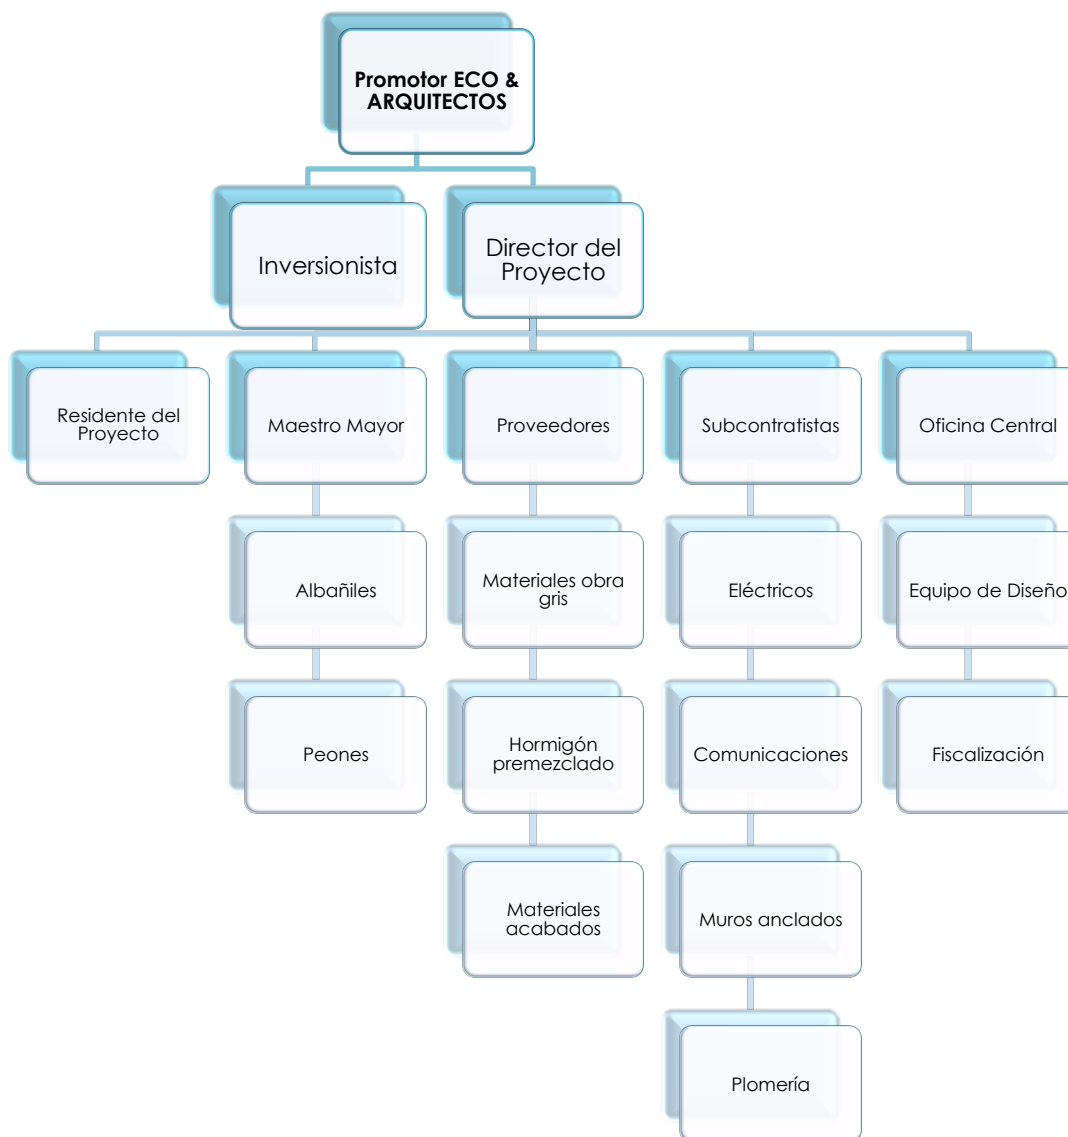 Promotor ECO &
ARQUITECTOS
Inversionista
Director del
Proyecto
Residente del
Proyecto
Maestro Mayor
Proveedores
Subcontratistas
Oficina Central
Albañiles
Materiales obra
gris
Eléctricos
Equipo de Diseño
Peones
Hormigón
premezclado
Comunicaciones
Fiscalización
Materiales
acabados
Muros anclados
Plomería